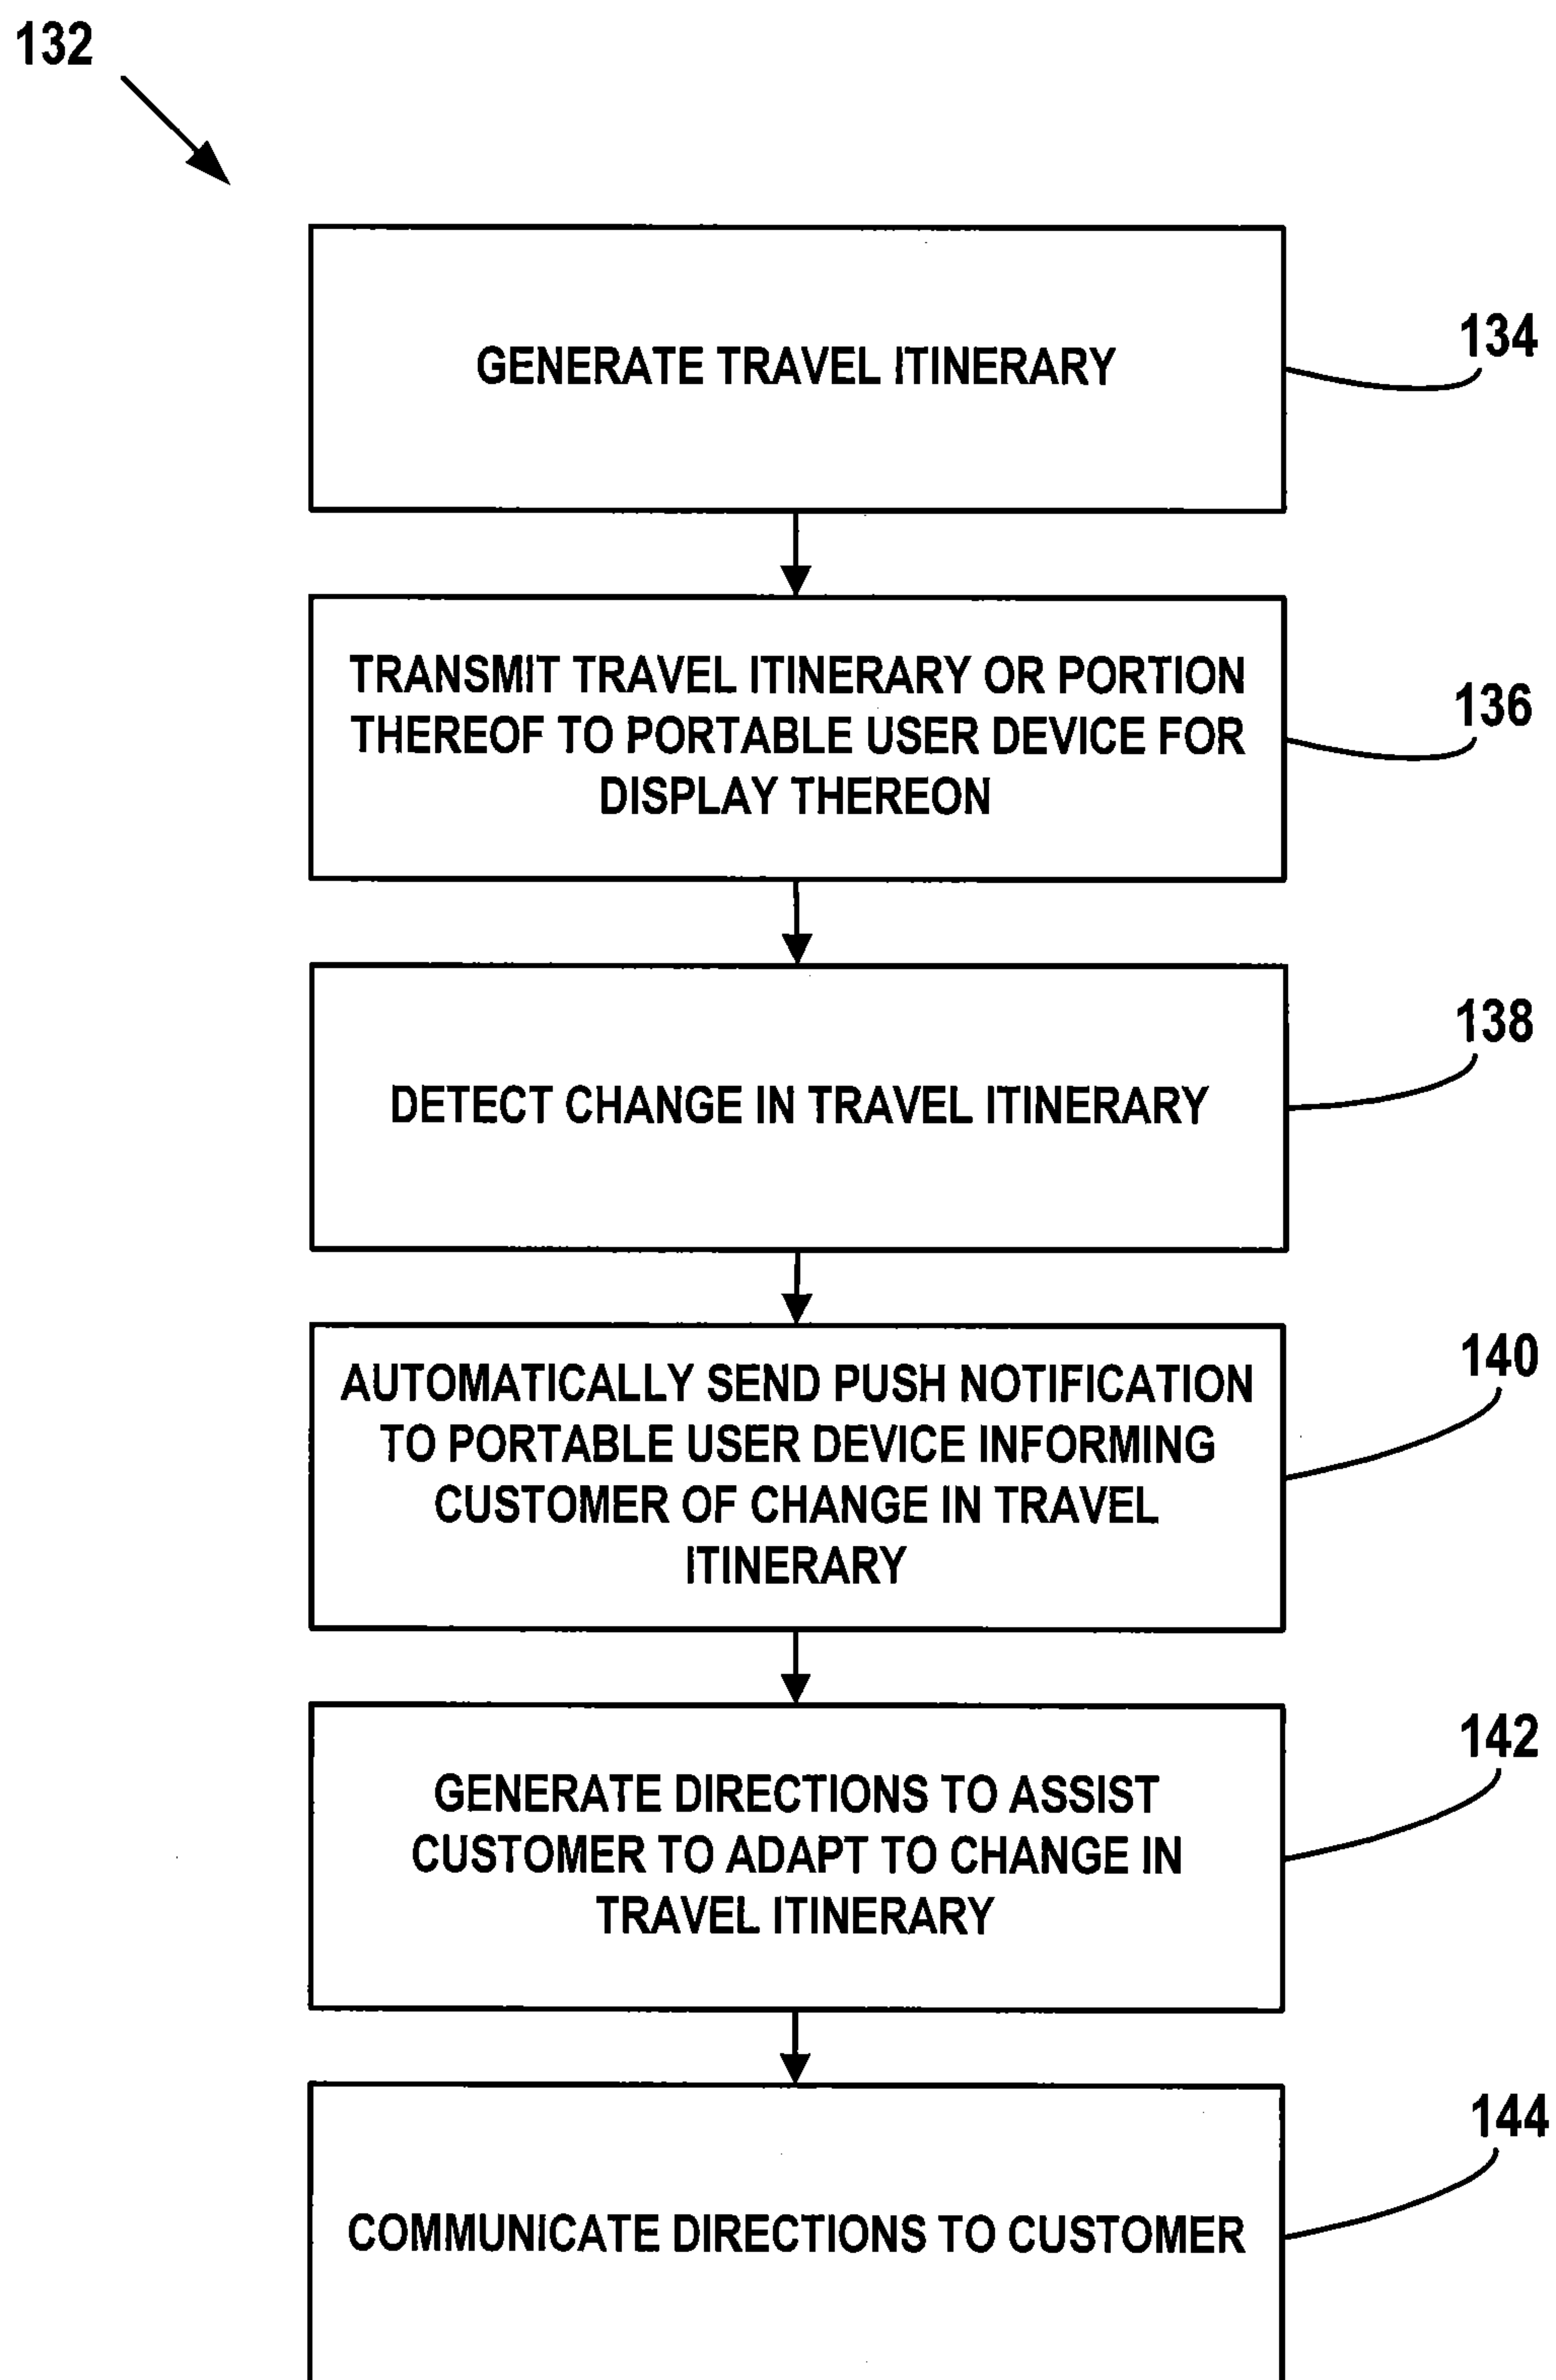 132
GENERATE TRAVEL ITINERARY
134
TRANSMIT TRAVEL ITINERARY OR PORTION
THEREOF TO PORTABLE USER DEVICE FOR
DISPLAY THEREON
136
DETECT CHANGE IN TRAVEL ITINERARY
138
AUTOMATICALLY SEND PUSH NOTIFICATION
TO PORTABLE USER DEVICE INFORMING
CUSTOMER OF CHANGE IN TRAVEL
ITINERARY
140
GENERATE DIRECTIONS TO ASSIST
CUSTOMER TO ADAPT TO CHANGE IN
TRAVEL ITINERARY
142
COMMUNICATE DIRECTIONS TO CUSTOMER
144